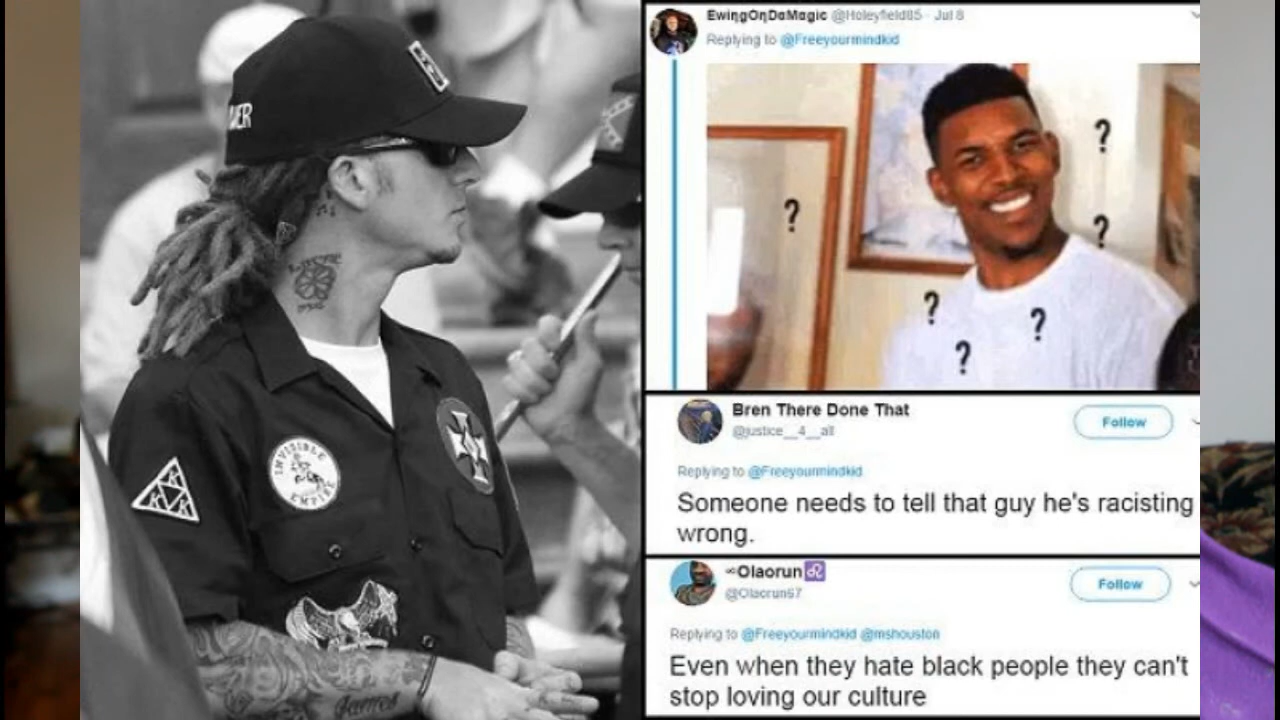 INVISIBLE
EMPIRE
K
K K
James
EwingOnDaMagic @Holeyfield85 · Jul 8
Replying to @Freeyourmindkid
?
?
?
?
?
?
Bren There Done That
@justice__4__all
Follow
Replying to @Freeyourmindkid
Someone needs to tell that guy he's racisting
wrong.
∞Olaorun♌
@Olaorun67
Follow
Replying to @Freeyourmindkid @mshouston
Even when they hate black people they can't
stop loving our culture